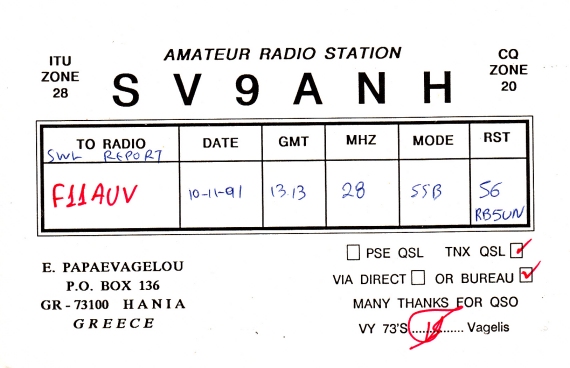 ITU ZONE 28
AMATEUR RADIO STATION
CQ ZONE 20
SV9ANH
TO RADIO DATE GMT MHZ MODE RST
SWL REPORT
F11AUV 10-11-91 13.13 28 SSB 56
RB5UN
PSE QSL TNX QSL
VIA DIRECT OR BUREAU
MANY THANKS FOR QSO
VY 73'S............ Vagelis
E. PAPAEVAGELOU
P.O. BOX 136
GR - 73100 HANIA
GREECE